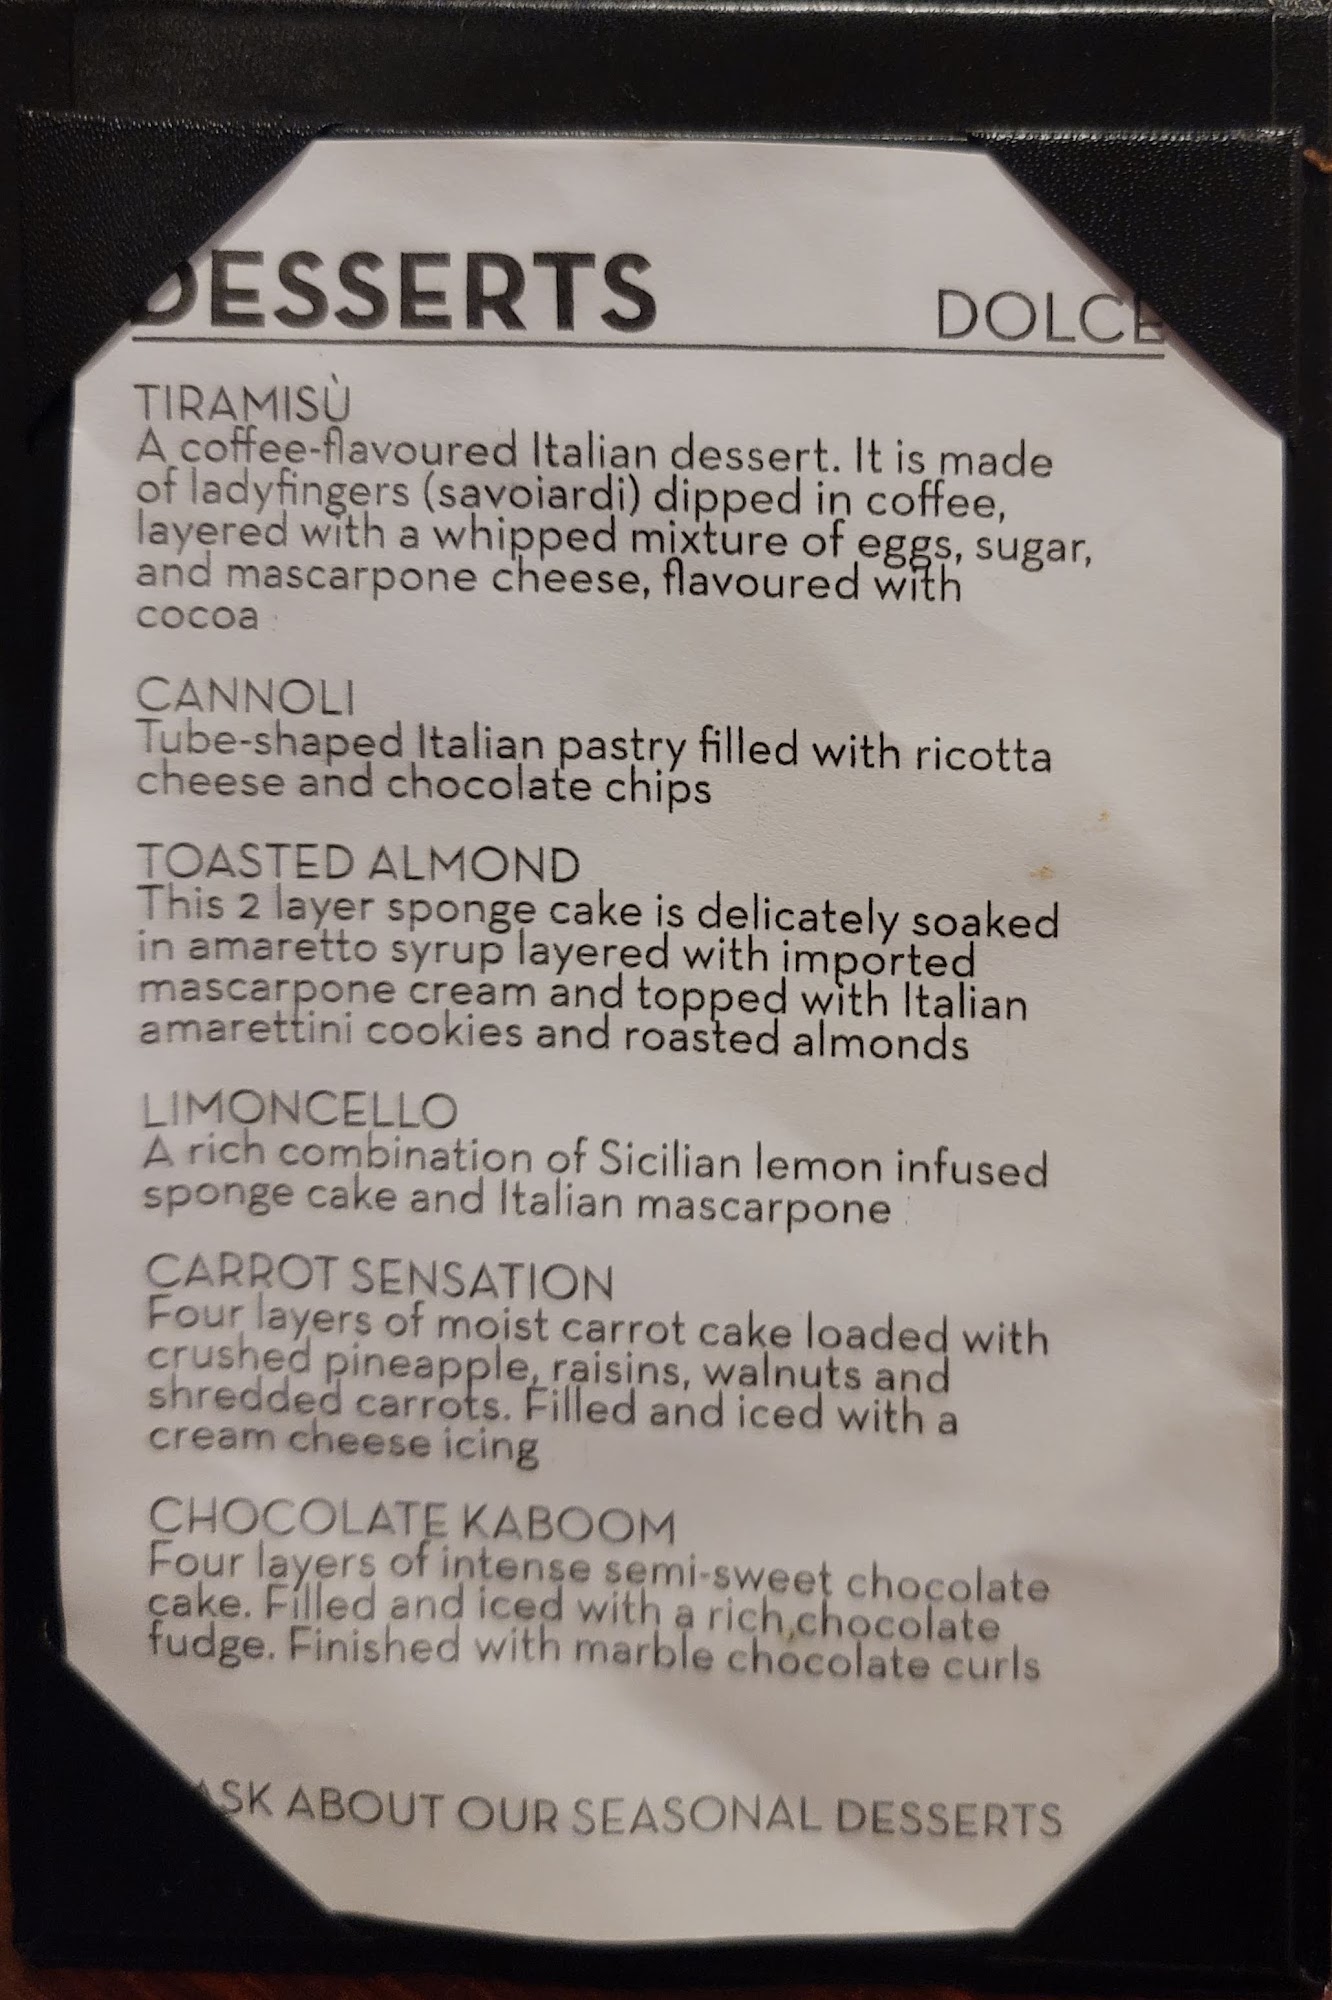 DESSERTS DOLCE
TIRAMISÙ
A coffee-flavoured Italian dessert. It is made
of ladyfingers (savoiardi) dipped in coffee,
layered with a whipped mixture of eggs, sugar,
and mascarpone cheese, flavoured with
cocoa
CANNOLI
Tube-shaped Italian pastry filled with ricotta
cheese and chocolate chips
TOASTED ALMOND
This 2 layer sponge cake is delicately soaked
in amaretto syrup layered with imported
mascarpone cream and topped with Italian
amarettini cookies and roasted almonds
LIMONCELLO
A rich combination of Sicilian lemon infused
sponge cake and Italian mascarpone
CARROT SENSATION
Four layers of moist carrot cake loaded with
crushed pineapple, raisins, walnuts and
shredded carrots. Filled and iced with a
cream cheese icing
CHOCOLATE KABOOM
Four layers of intense semi-sweet chocolate
cake. Filled and iced with a rich chocolate
fudge. Finished with marble chocolate curls
ASK ABOUT OUR SEASONAL DESSERTS